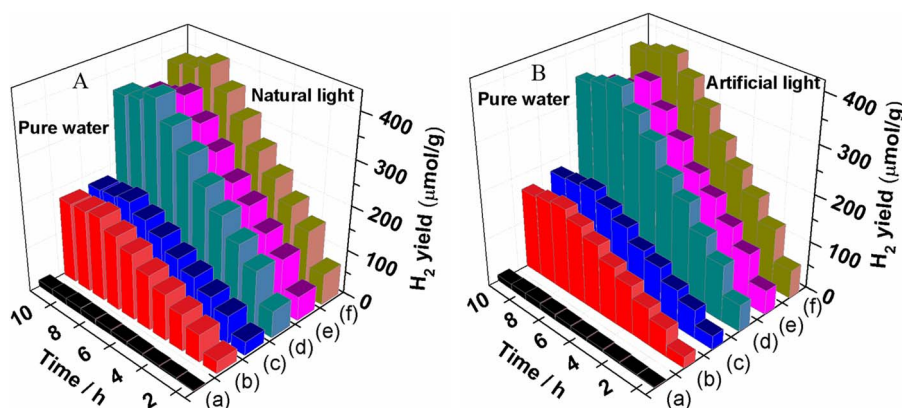 A
Natural light
Pure water
400
300
200
100
0
H2 yield (μmol/g)
10
8
6
4
2
Time / h
(a)
(b)
(c)
(d)
(e)
(f)
B
Artificial light
Pure water
400
300
200
100
0
H2 yield (μmol/g)
10
8
6
4
2
Time / h
(a)
(b)
(c)
(d)
(e)
(f)